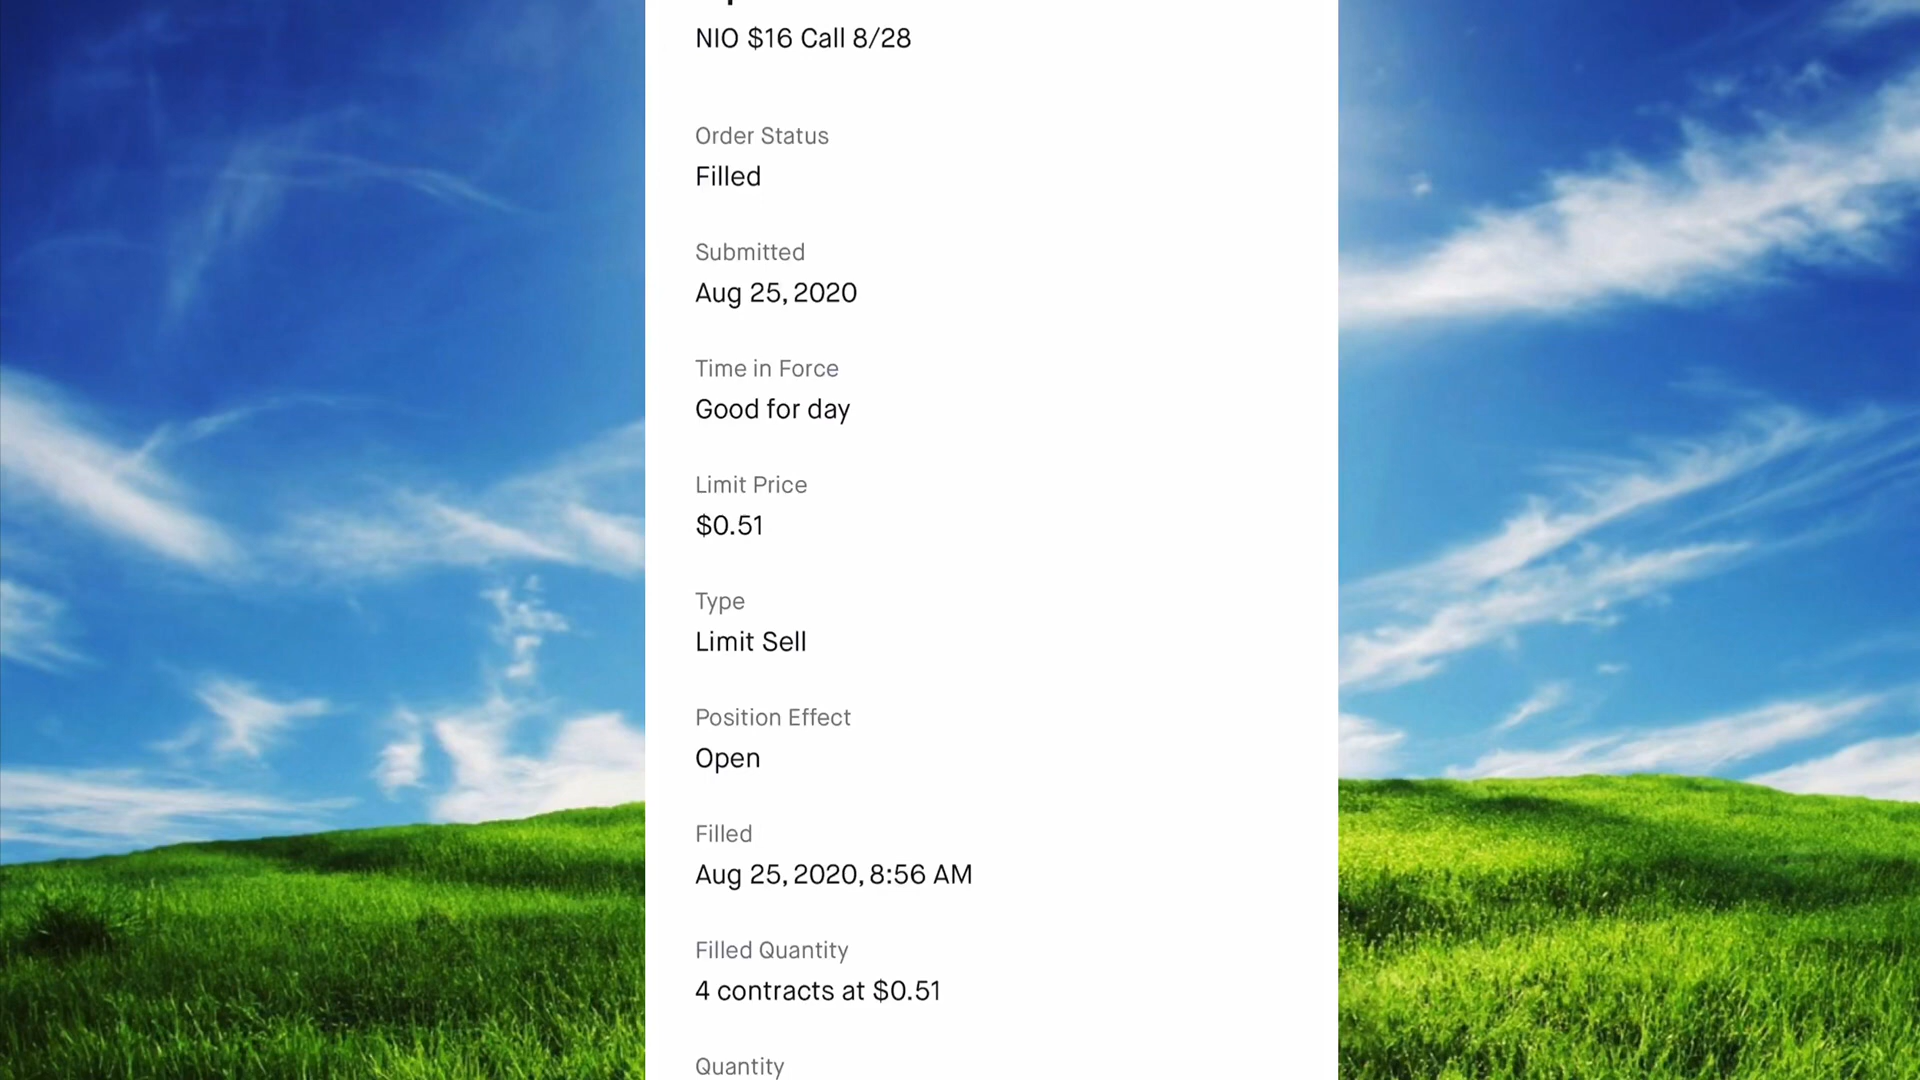 NIO $16 Call 8/28
Order Status
Filled
Submitted
Aug 25, 2020
Time in Force
Good for day
Limit Price
$0.51
Type
Limit Sell
Position Effect
Open
Filled
Aug 25, 2020, 8:56 AM
Filled Quantity
4 contracts at $0.51
Quantity